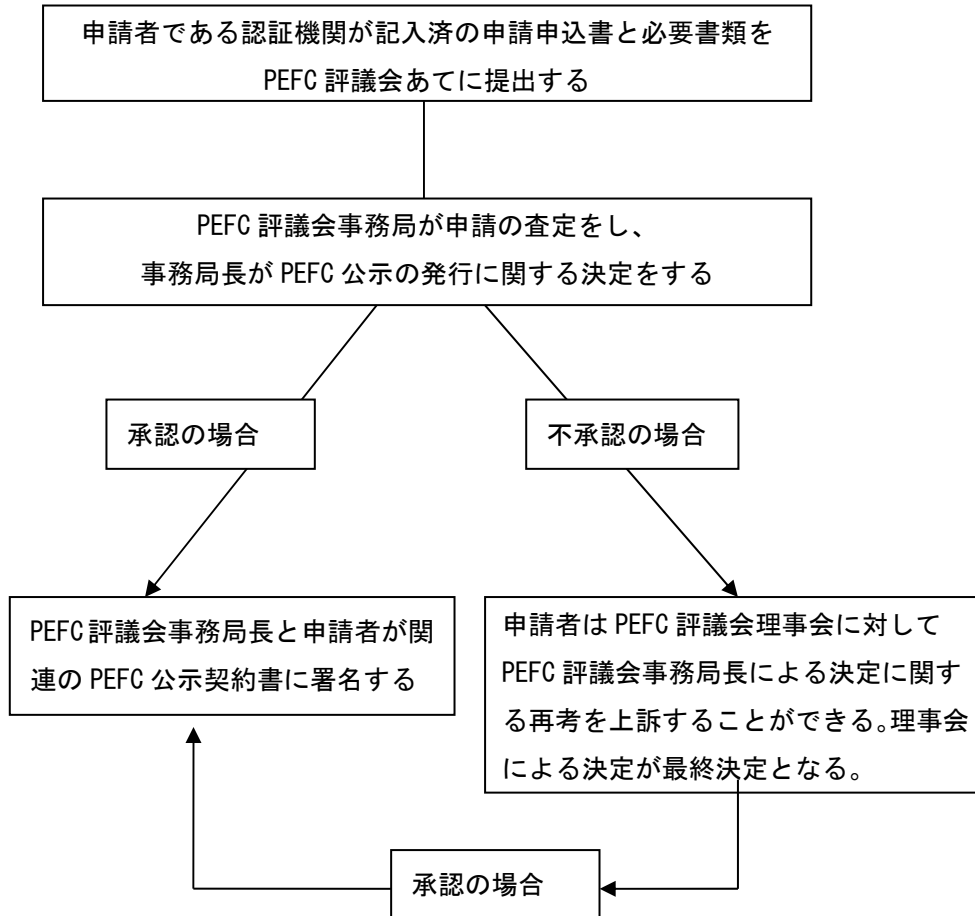 申請者である認証機関が記入済の申請申込書と必要書類を
PEFC 評議会あてに提出する
PEFC 評議会事務局が申請の査定をし、
事務局長が PEFC 公示の発行に関する決定をする
承認の場合
不承認の場合
PEFC評議会事務局長と申請者が関
連の PEFC 公示契約書に署名する
申請者は PEFC 評議会理事会に対して
PEFC 評議会事務局長による決定に関す
る再考を上訴することができる。理事会
による決定が最終決定となる。
承認の場合